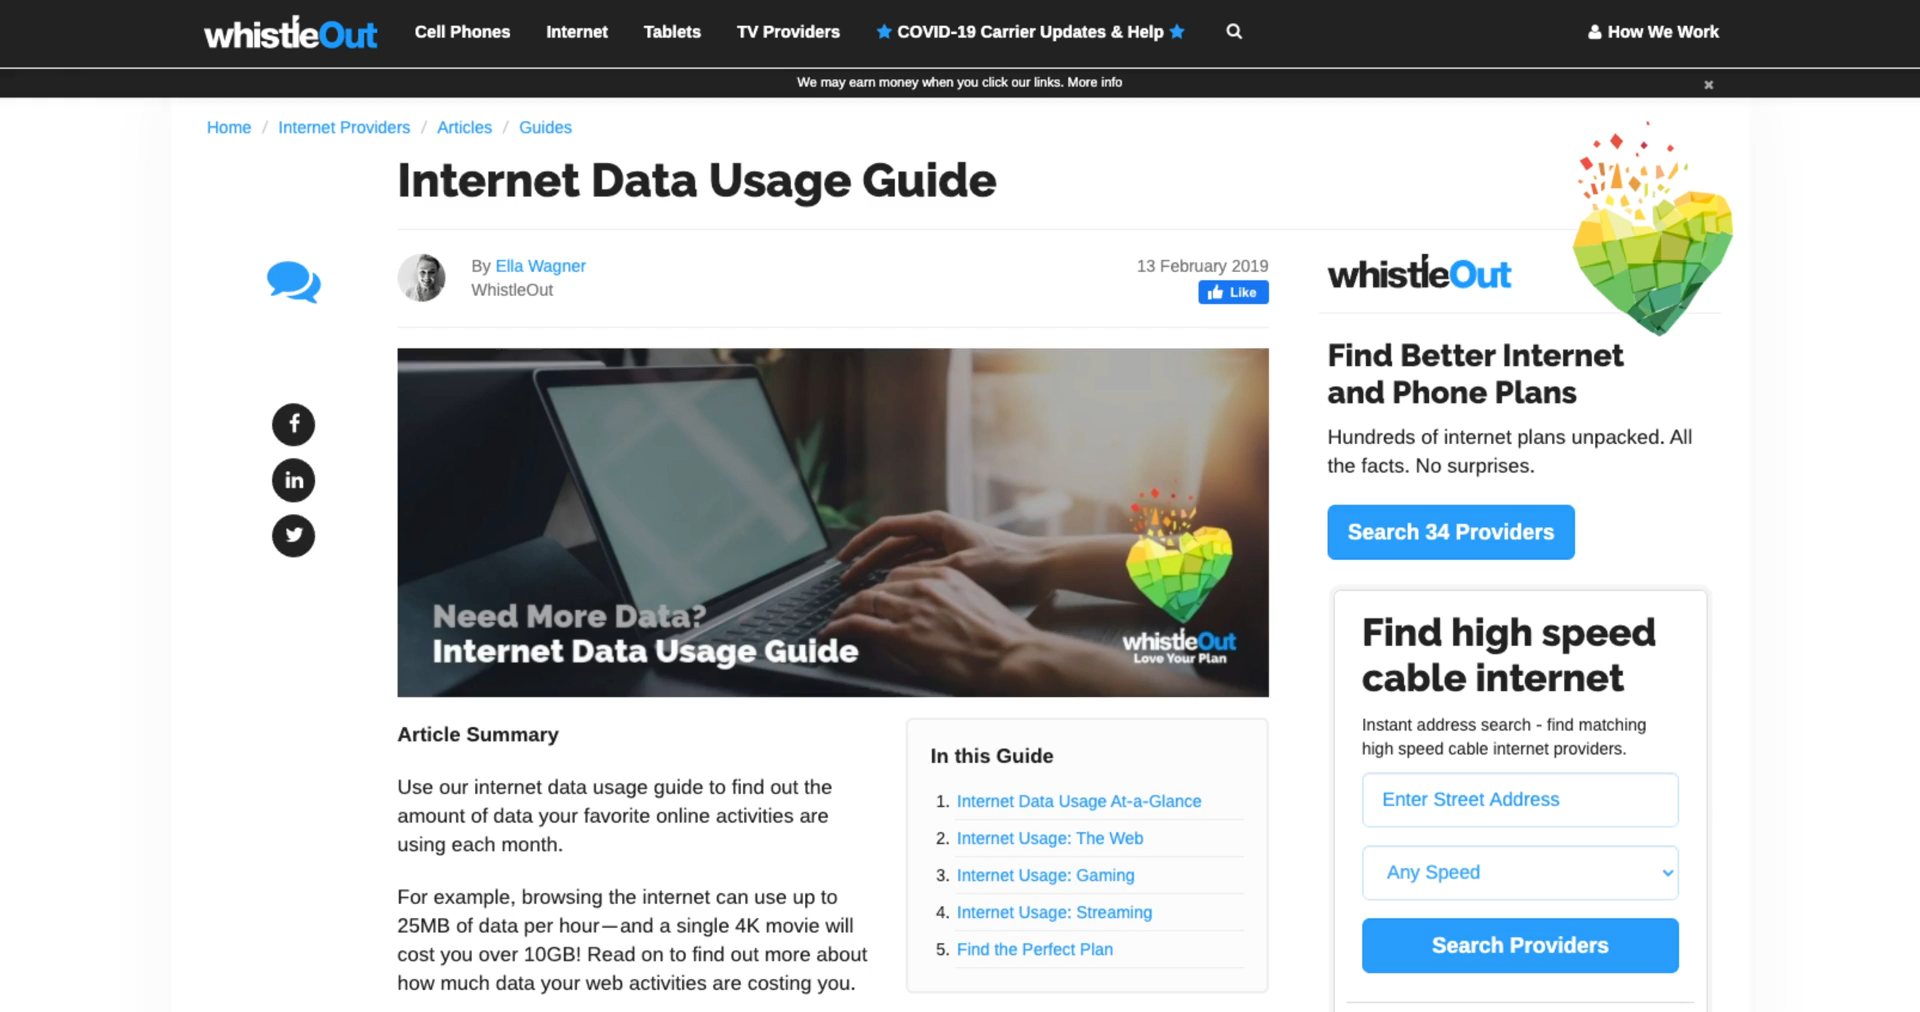 whistleOut
Cell Phones
Internet
Tablets
TV Providers
COVID-19 Carrier Updates & Help
How We Work
We may earn money when you click our links. More info
Home / Internet Providers / Articles / Guides
Internet Data Usage Guide
By Ella Wagner
WhistleOut
13 February 2019
Like
Need More Data?
Internet Data Usage Guide
whistleOut
Love Your Plan
Article Summary
Use our internet data usage guide to find out the
amount of data your favorite online activities are
using each month.
For example, browsing the internet can use up to
25MB of data per hour—and a single 4K movie will
cost you over 10GB! Read on to find out more about
how much data your web activities are costing you.
In this Guide
1. Internet Data Usage At-a-Glance
2. Internet Usage: The Web
3. Internet Usage: Gaming
4. Internet Usage: Streaming
5. Find the Perfect Plan
whistleOut
Find Better Internet
and Phone Plans
Hundreds of internet plans unpacked. All
the facts. No surprises.
Search 34 Providers
Find high speed
cable internet
Instant address search - find matching
high speed cable internet providers.
Enter Street Address
Any Speed
Search Providers